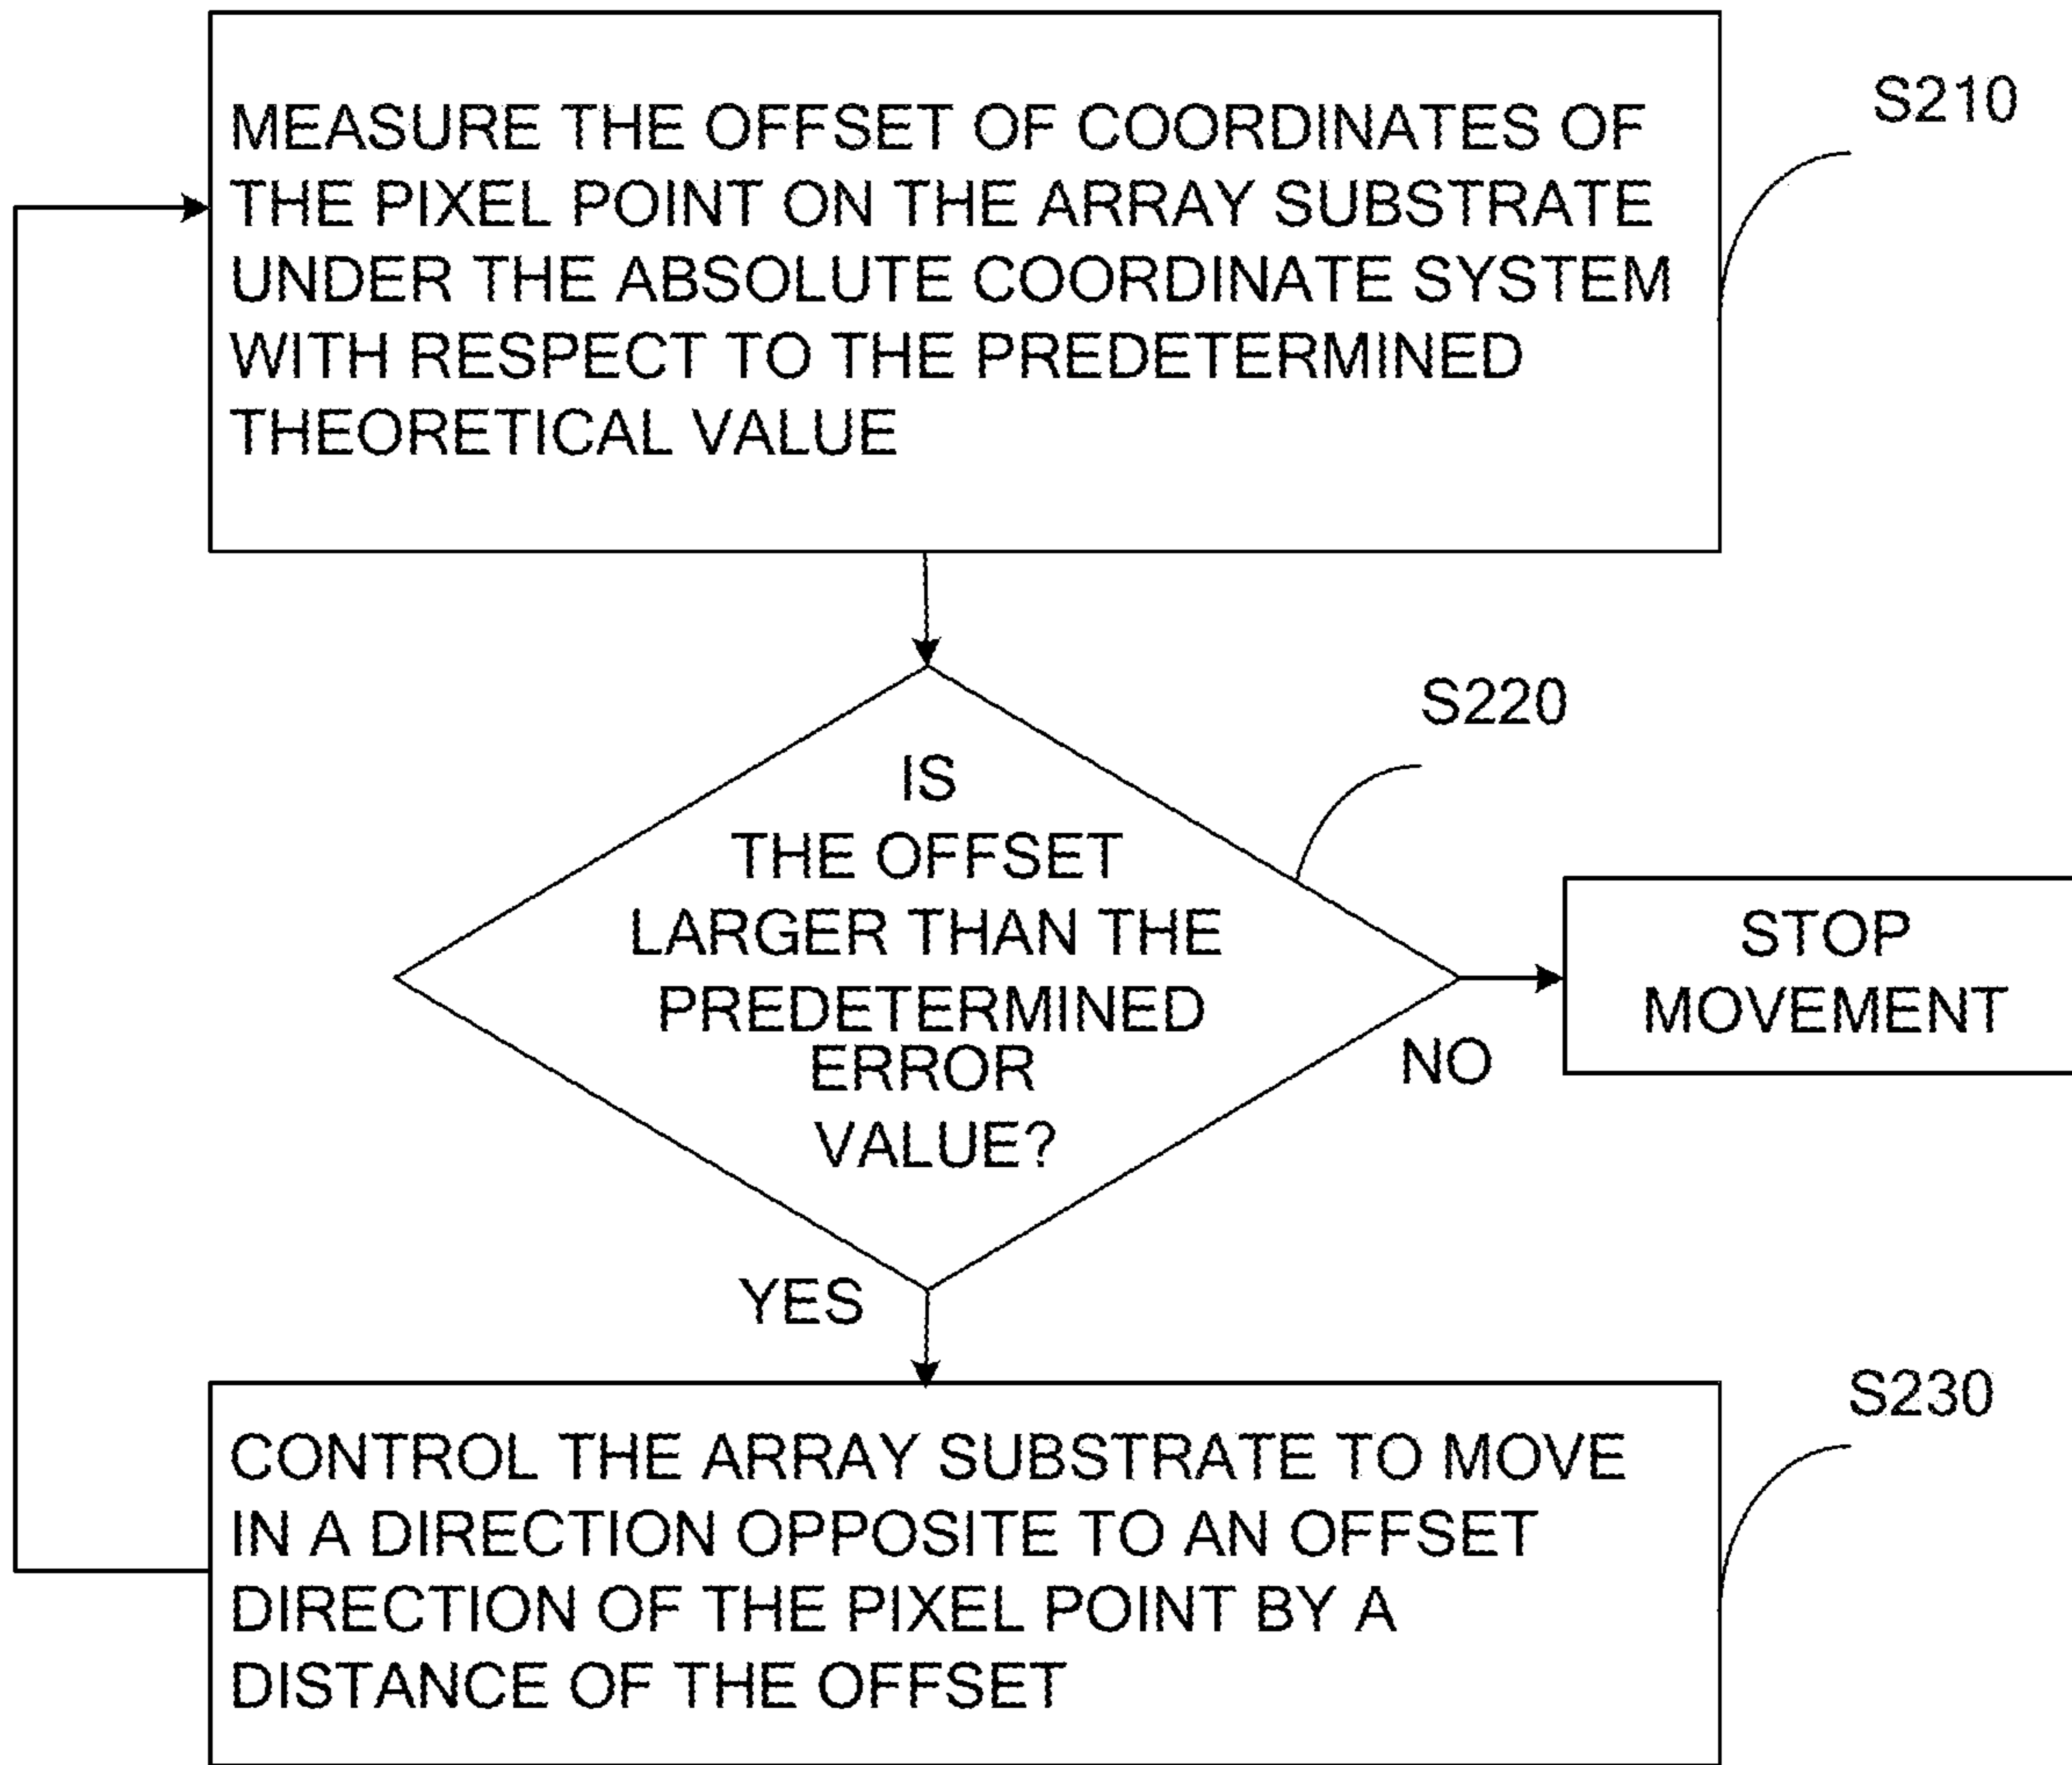 MEASURE THE OFFSET OF COORDINATES OF
THE PIXEL POINT ON THE ARRAY SUBSTRATE
UNDER THE ABSOLUTE COORDINATE SYSTEM
WITH RESPECT TO THE PREDETERMINED
THEORETICAL VALUE
S210
S220
IS
THE OFFSET
LARGER THAN THE
PREDETERMINED
ERROR
VALUE?
NO
STOP
MOVEMENT
YES
S230
CONTROL THE ARRAY SUBSTRATE TO MOVE
IN A DIRECTION OPPOSITE TO AN OFFSET
DIRECTION OF THE PIXEL POINT BY A
DISTANCE OF THE OFFSET